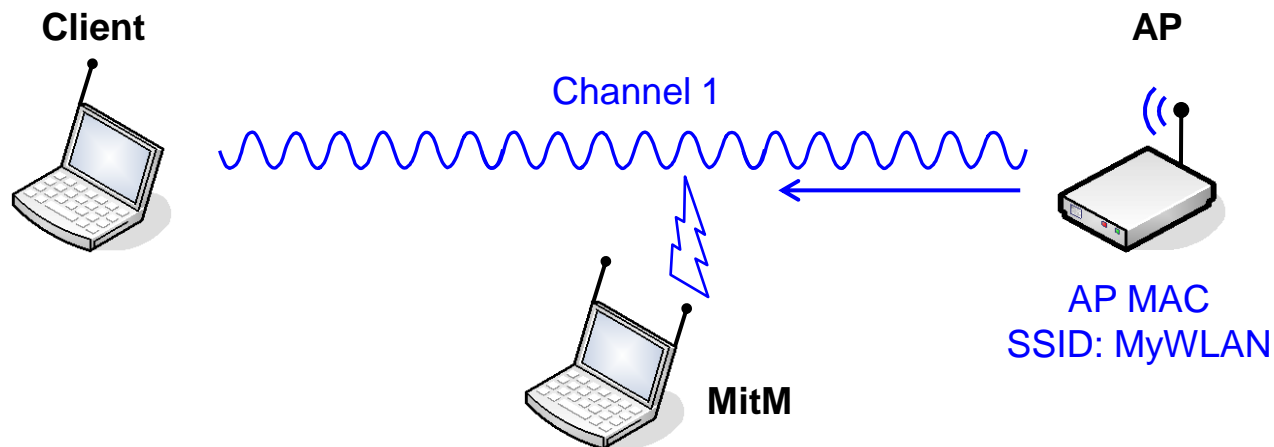 Client
AP
Channel 1
AP MAC
SSID: MyWLAN
MitM